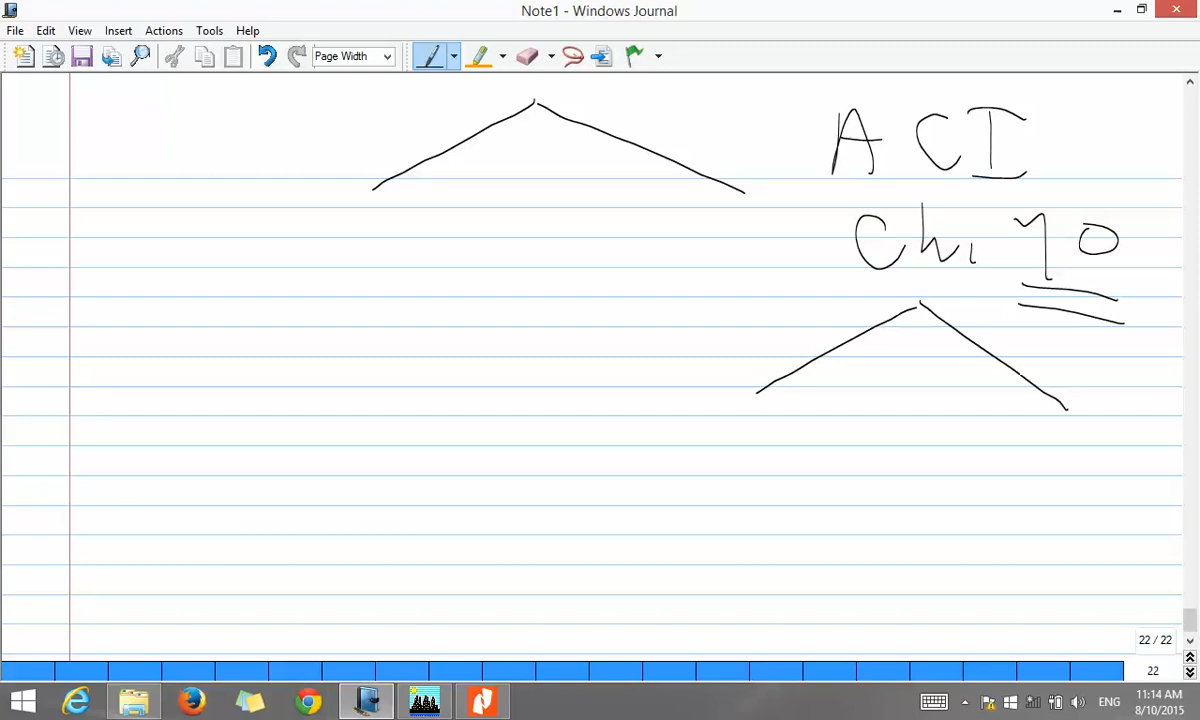 Note1 - Windows Journal
File Edit View Insert Actions Tools Help
Page Width
ACI
Chi 40
22 / 22
22
ENG
11:14 AM
8/10/2015